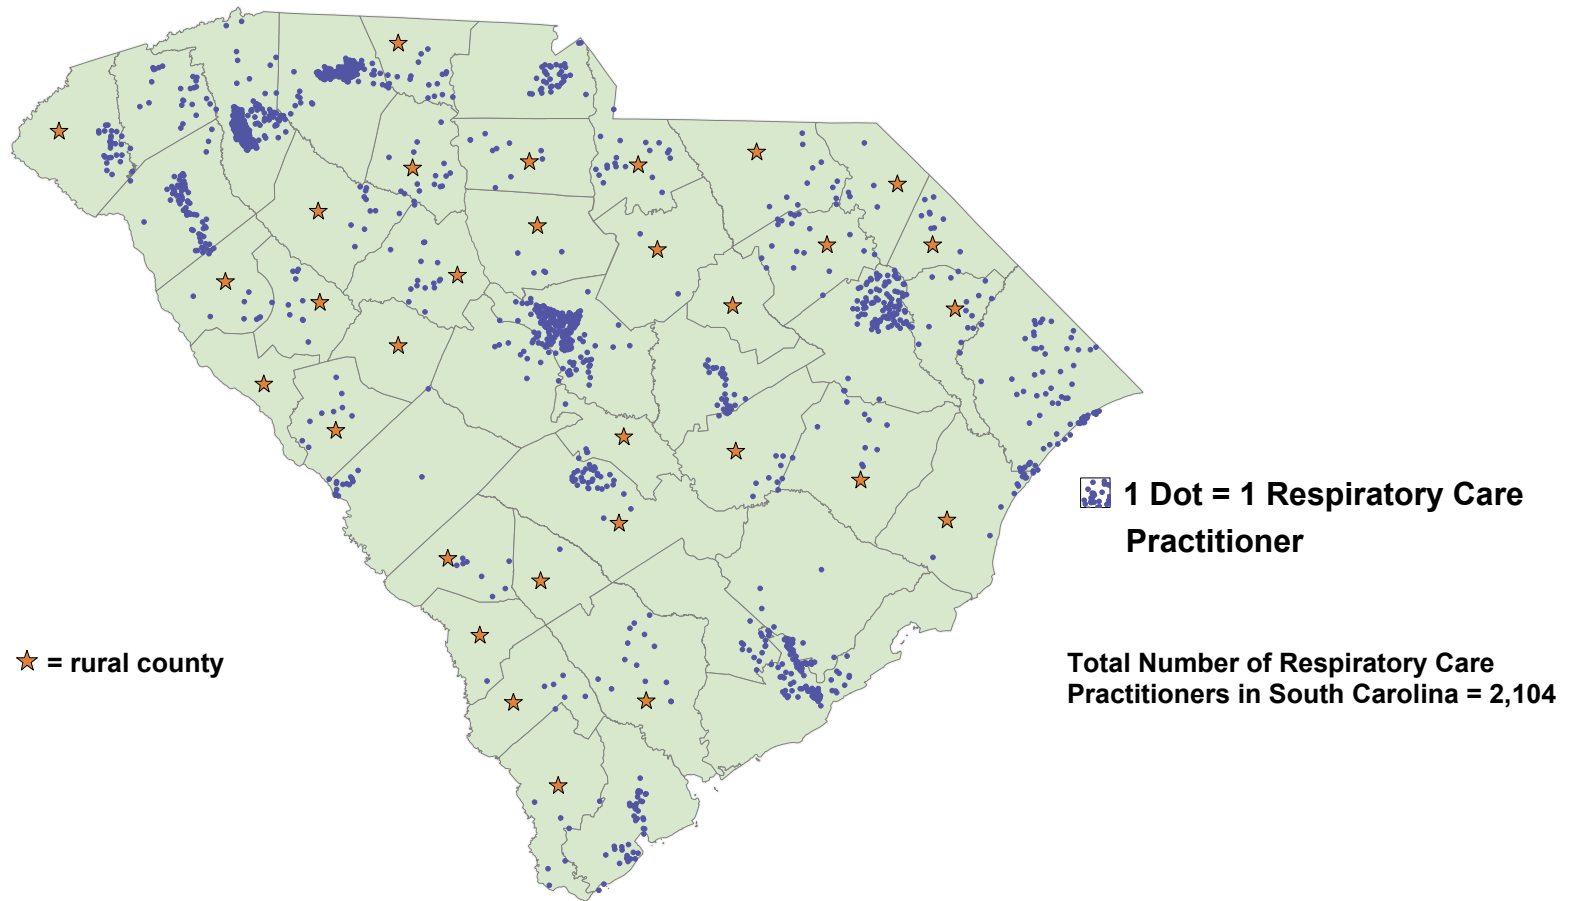 1 Dot = 1 Respiratory Care
Practitioner
= rural county
Total Number of Respiratory Care
Practitioners in South Carolina = 2,104